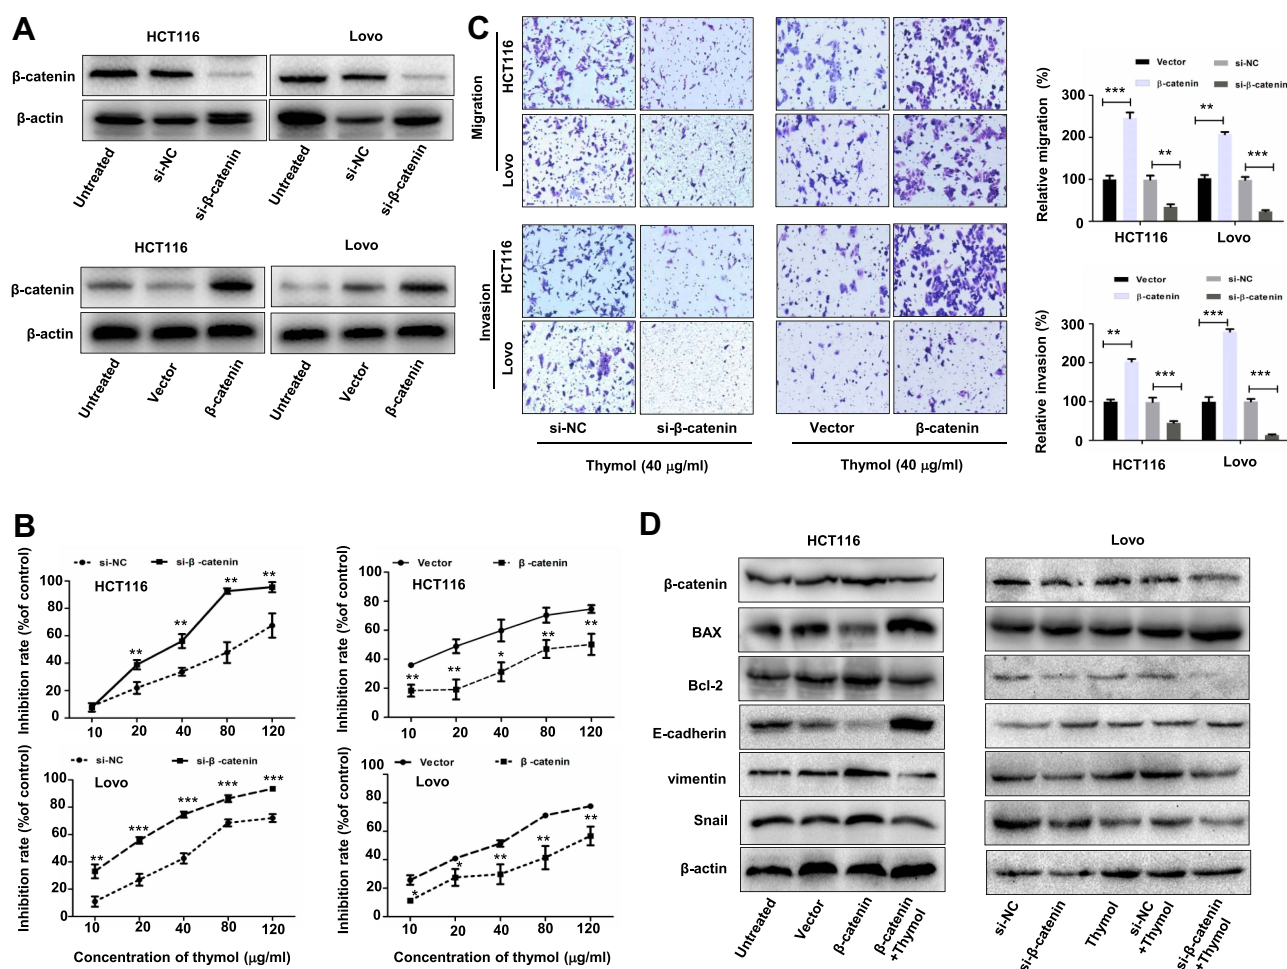 A
HCT116
Lovo
β-catenin
β-actin
Untreated
si-NC
si-β-catenin
Untreated
si-NC
si-β-catenin
HCT116
Lovo
β-catenin
β-actin
Untreated
Vector
β-catenin
Untreated
Vector
β-catenin
C
Migration
HCT116
Lovo
Invasion
HCT116
Lovo
si-NC
si-β-catenin
Vector
β-catenin
Thymol (40 μg/ml)
Thymol (40 μg/ml)
Vector
si-NC
β-catenin
si-β-catenin
Relative migration (%)
300
200
100
0
***
**
**
***
HCT116
Lovo
Vector
si-NC
β-catenin
si-β-catenin
Relative invasion (%)
300
200
100
0
**
***
***
***
HCT116
Lovo
B
si-NC
si-β -catenin
HCT116
Inhibition rate (%of control)
100
80
60
40
20
0
**
**
**
**
10
20
40
80
120
Vector
β -catenin
HCT116
Inhibition rate (%of control)
100
80
60
40
20
0
**
**
*
**
**
10
20
40
80
120
si-NC
si-β -catenin
Lovo
Inhibition rate (%of control)
100
80
60
40
20
0
**
***
***
***
***
10
20
40
80
120
Concentration of thymol (μg/ml)
Vector
β -catenin
Lovo
Inhibition rate (%of control)
100
80
60
40
20
0
*
*
**
**
**
10
20
40
80
120
Concentration of thymol (μg/ml)
D
HCT116
Lovo
β-catenin
BAX
Bcl-2
E-cadherin
vimentin
Snail
β-actin
Untreated
Vector
β-catenin
β-catenin
+Thymol
si-NC
si-β-catenin
Thymol
si-NC
+Thymol
si-β-catenin
+Thymol